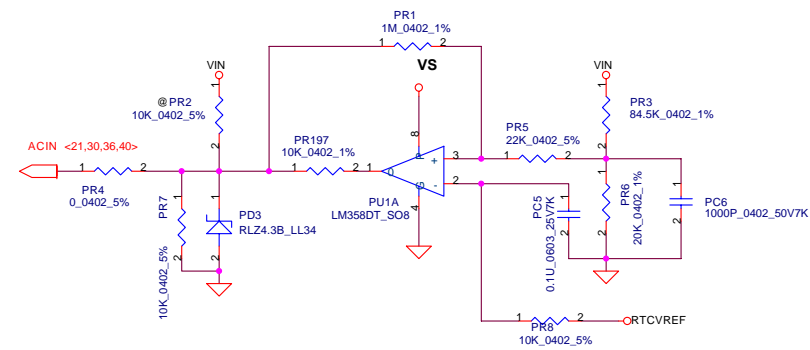 PR1
1M_0402_1%
1
2
VIN
VS
VIN
1
@PR2
10K_0402_5%
2
8
1
PR3
84.5K_0402_1%
2
ACIN <21,30,36,40>
PR197
10K_0402_1%
PR5
22K_0402_5%
1
2
1
2
1
0
P
G
+
-
3
2
1
2
PR4
0_0402_5%
PU1A
LM358DT_SO8
4
1
PR7
10K_0402_5%
2
1
PD3
RLZ4.3B_LL34
2
1
PC5
0.1U_0603_25V7K
2
1
PR6
20K_0402_1%
2
1
PC6
1000P_0402_50V7K
2
1
2
RTCVREF
PR8
10K_0402_5%